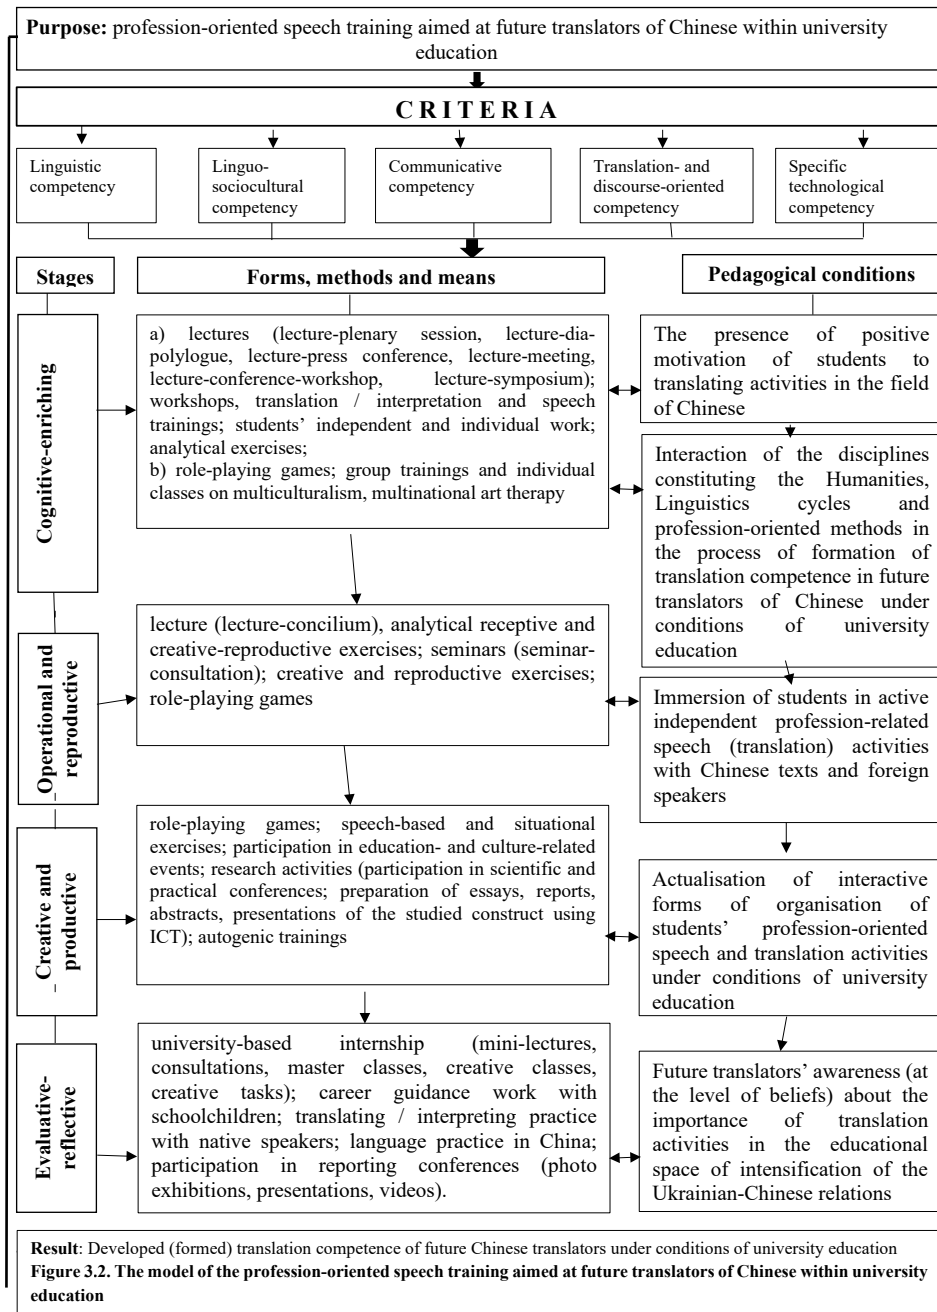 Purpose: profession-oriented speech training aimed at future translators of Chinese within university
education
C R I T E R I A
Linguistic
competency
Linguo-
sociocultural
competency
Communicative
competency
Translation- and
discourse-oriented
competency
Specific
technological
competency
Stages
Forms, methods and means
Pedagogical conditions
Cognitive-enriching
a) lectures (lecture-plenary session, lecture-dia-
polylogue, lecture-press conference, lecture-meeting,
lecture-conference-workshop, lecture-symposium);
workshops, translation / interpretation and speech
trainings; students’ independent and individual work;
analytical exercises;
b) role-playing games; group trainings and individual
classes on multiculturalism, multinational art therapy
The presence of positive
motivation of students to
translating activities in the field
of Chinese
Interaction of the disciplines
constituting the Humanities,
Linguistics cycles and
profession-oriented methods in
the process of formation of
translation competence in future
translators of Chinese under
conditions of university
education
_Operational and
reproductive
lecture (lecture-concilium), analytical receptive and
creative-reproductive exercises; seminars (seminar-
consultation); creative and reproductive exercises;
role-playing games
Immersion of students in active
independent profession-related
speech (translation) activities
with Chinese texts and foreign
speakers
_Creative and
productive
role-playing games; speech-based and situational
exercises; participation in education- and culture-related
events; research activities (participation in scientific and
practical conferences; preparation of essays, reports,
abstracts, presentations of the studied construct using
ICT); autogenic trainings
Actualisation of interactive
forms of organisation of
students’ profession-oriented
speech and translation activities
under conditions of university
education
Evaluative-
reflective
university-based internship (mini-lectures,
consultations, master classes, creative classes,
creative tasks); career guidance work with
schoolchildren; translating / interpreting practice
with native speakers; language practice in China;
participation in reporting conferences (photo
exhibitions, presentations, videos).
Future translators’ awareness (at
the level of beliefs) about the
importance of translation
activities in the educational
space of intensification of the
Ukrainian-Chinese relations
Result: Developed (formed) translation competence of future Chinese translators under conditions of university education
Figure 3.2. The model of the profession-oriented speech training aimed at future translators of Chinese within university
education